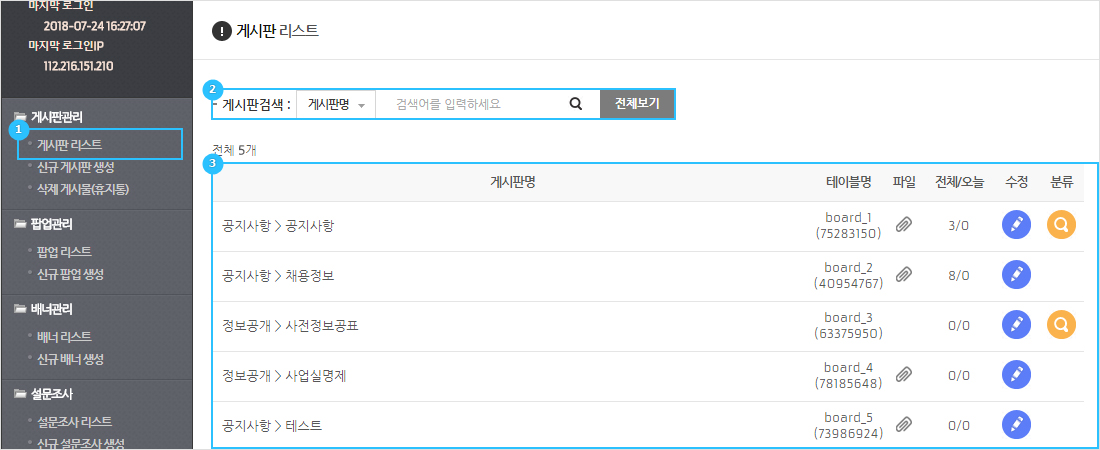 마지막 로그인
2018-07-24 16:27:07
마지막 로그인IP
112.216.151.210
게시판관리
1
게시판 리스트
신규 게시판 생성
삭제 게시물(휴지통)
팝업관리
팝업 리스트
신규 팝업 생성
배너관리
배너 리스트
신규 배너 생성
설문조사
설문조사 리스트
신규 설문조사 생성
! 게시판 리스트
2
- 게시판검색 : 게시판명 검색어를 입력하세요 전체보기
전체 5개
3
게시판명 테이블명 파일 전체/오늘 수정 분류
공지사항 > 공지사항 board_1 (75283150) 3/0
공지사항 > 채용정보 board_2 (40954767) 8/0
정보공개 > 사전정보공표 board_3 (63375950) 0/0
정보공개 > 사업실명제 board_4 (78185648) 0/0
공지사항 > 테스트 board_5 (73986924) 0/0